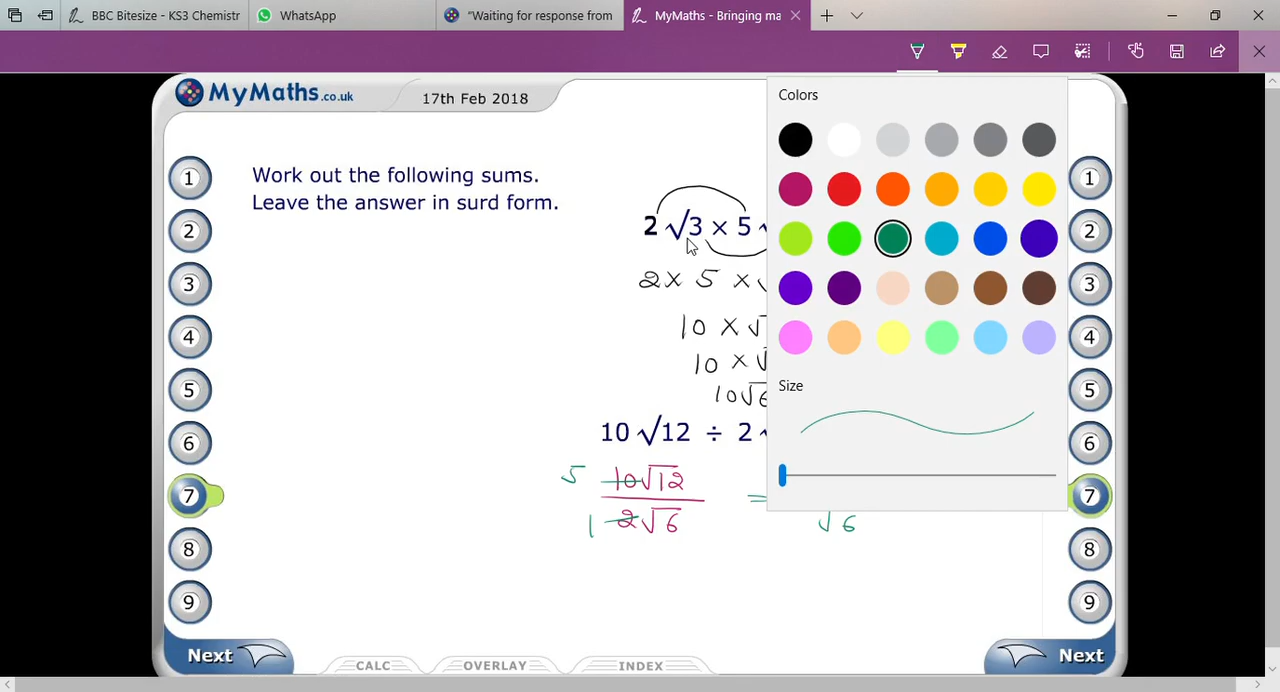 BBC Bitesize - KS3 Chemistr
WhatsApp
"Waiting for response from
MyMaths - Bringing ma
MyMaths.co.uk
17th Feb 2018
Colors
1
1
Work out the following sums.
Leave the answer in surd form.
2 √3 × 5 √
2
2
2 × 5 × √
3
3
10 × √
4
4
10 × √
5
5
10√6
Size
10 √12 ÷ 2 √
6
6
5
10√12
7
=
7
1
2√6
√6
8
8
9
9
Next
CALC
OVERLAY
INDEX
Next